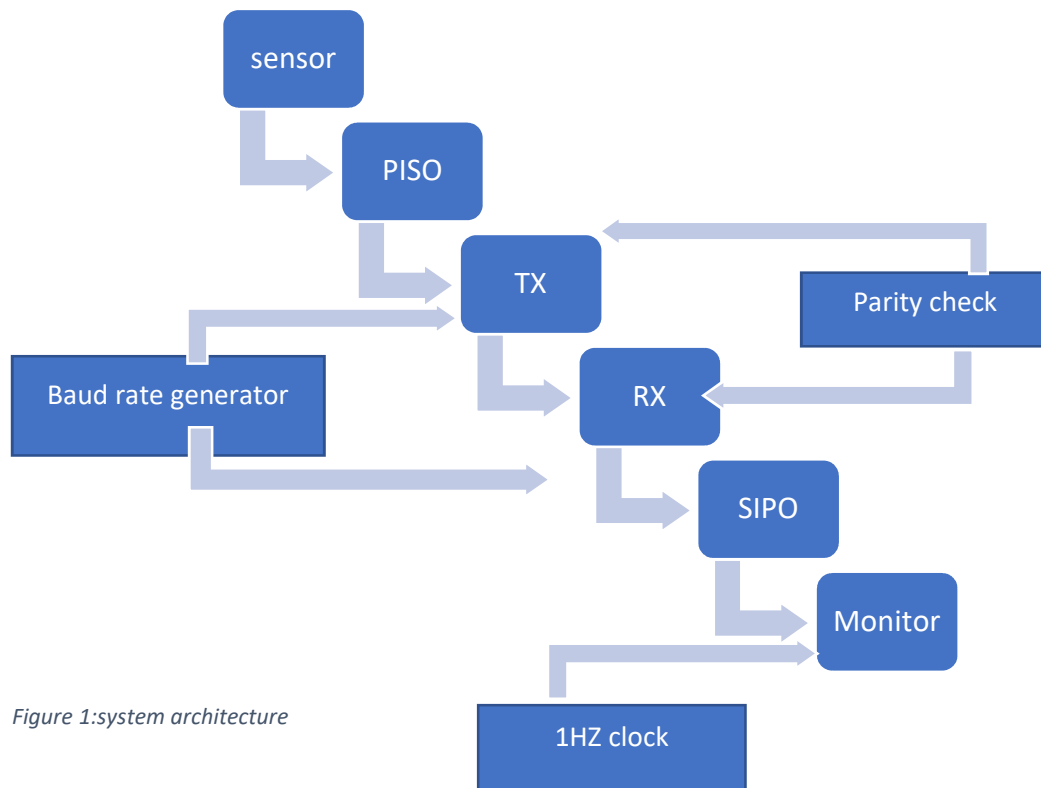 sensor
PISO
TX
Parity check
Baud rate generator
RX
SIPO
Monitor
Figure 1:system architecture
1HZ clock